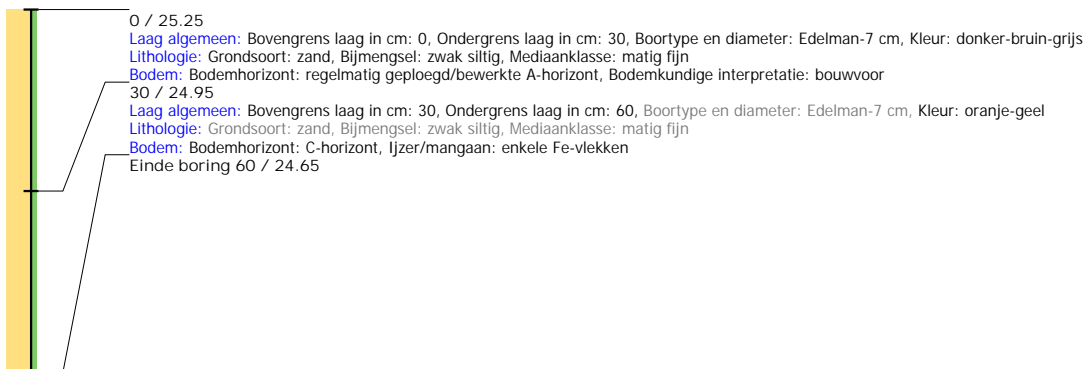 0 / 25.25
Laag algemeen: Bovengrens laag in cm: 0, Ondergrens laag in cm: 30, Boortype en diameter: Edelman-7 cm, Kleur: donker-bruin-grijs
Lithologie: Grondsoort: zand, Bijmengsel: zwak siltig, Mediaanklasse: matig fijn
Bodem: Bodemhorizont: regelmatig geploegd/bewerkte A-horizont, Bodemkundige interpretatie: bouwvoor
30 / 24.95
Laag algemeen: Bovengrens laag in cm: 30, Ondergrens laag in cm: 60, Boortype en diameter: Edelman-7 cm, Kleur: oranje-geel
Lithologie: Grondsoort: zand, Bijmengsel: zwak siltig, Mediaanklasse: matig fijn
Bodem: Bodemhorizont: C-horizont, Ijzer/mangaan: enkele Fe-vlekken
Einde boring 60 / 24.65